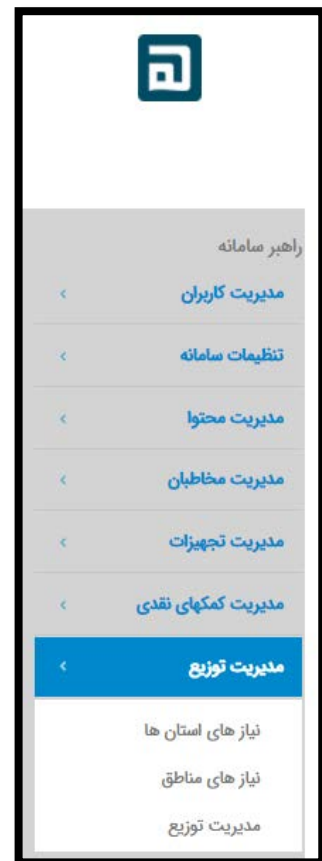 راهبر سامانه
مدیریت کاربران
تنظیمات سامانه
مدیریت محتوا
مدیریت مخاطبان
مدیریت تجهیزات
مدیریت کمکهای نقدی
مدیریت توزیع
نیاز های استان ها
نیاز های مناطق
مدیریت توزیع